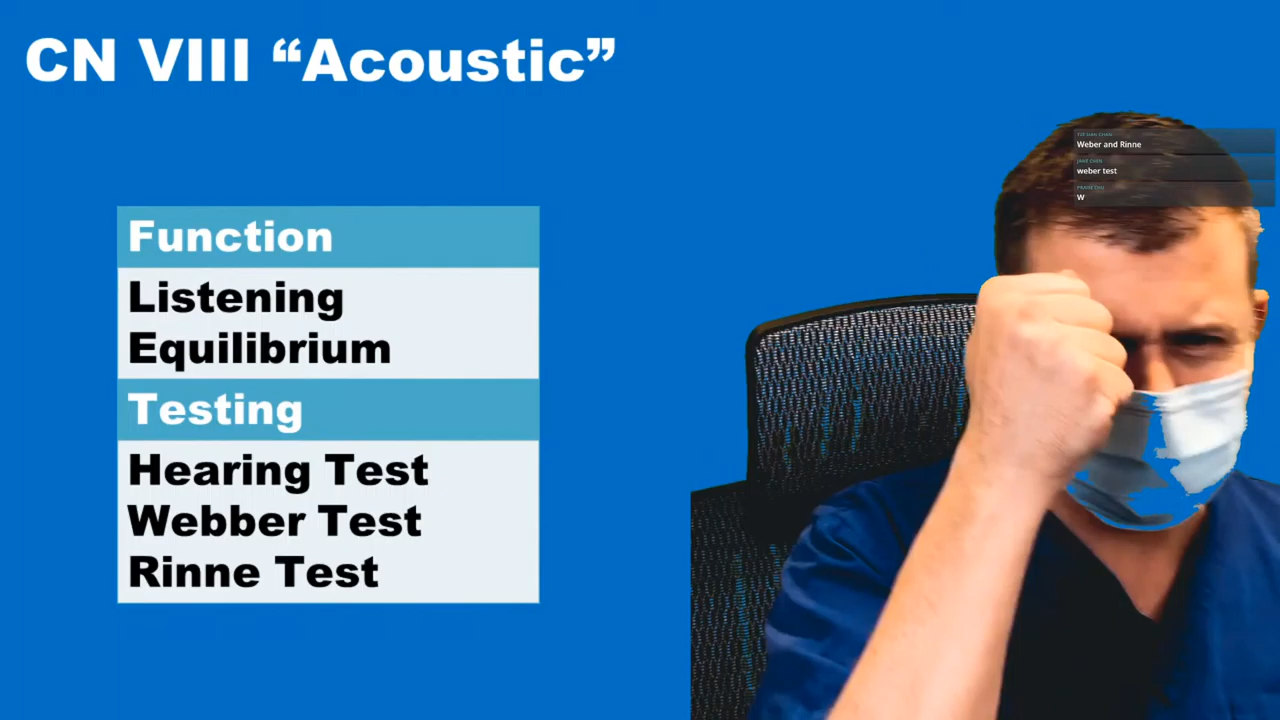 CN VIII “Acoustic”
Function
Listening
Equilibrium
Testing
Hearing Test
Webber Test
Rinne Test
Weber and Rinne
weber test
W